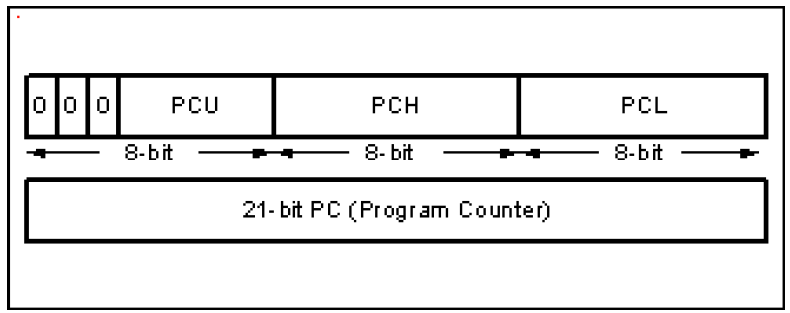 0 0 0 PCU PCH PCL
8-bit 8-bit 8-bit
21-bit PC (Program Counter)